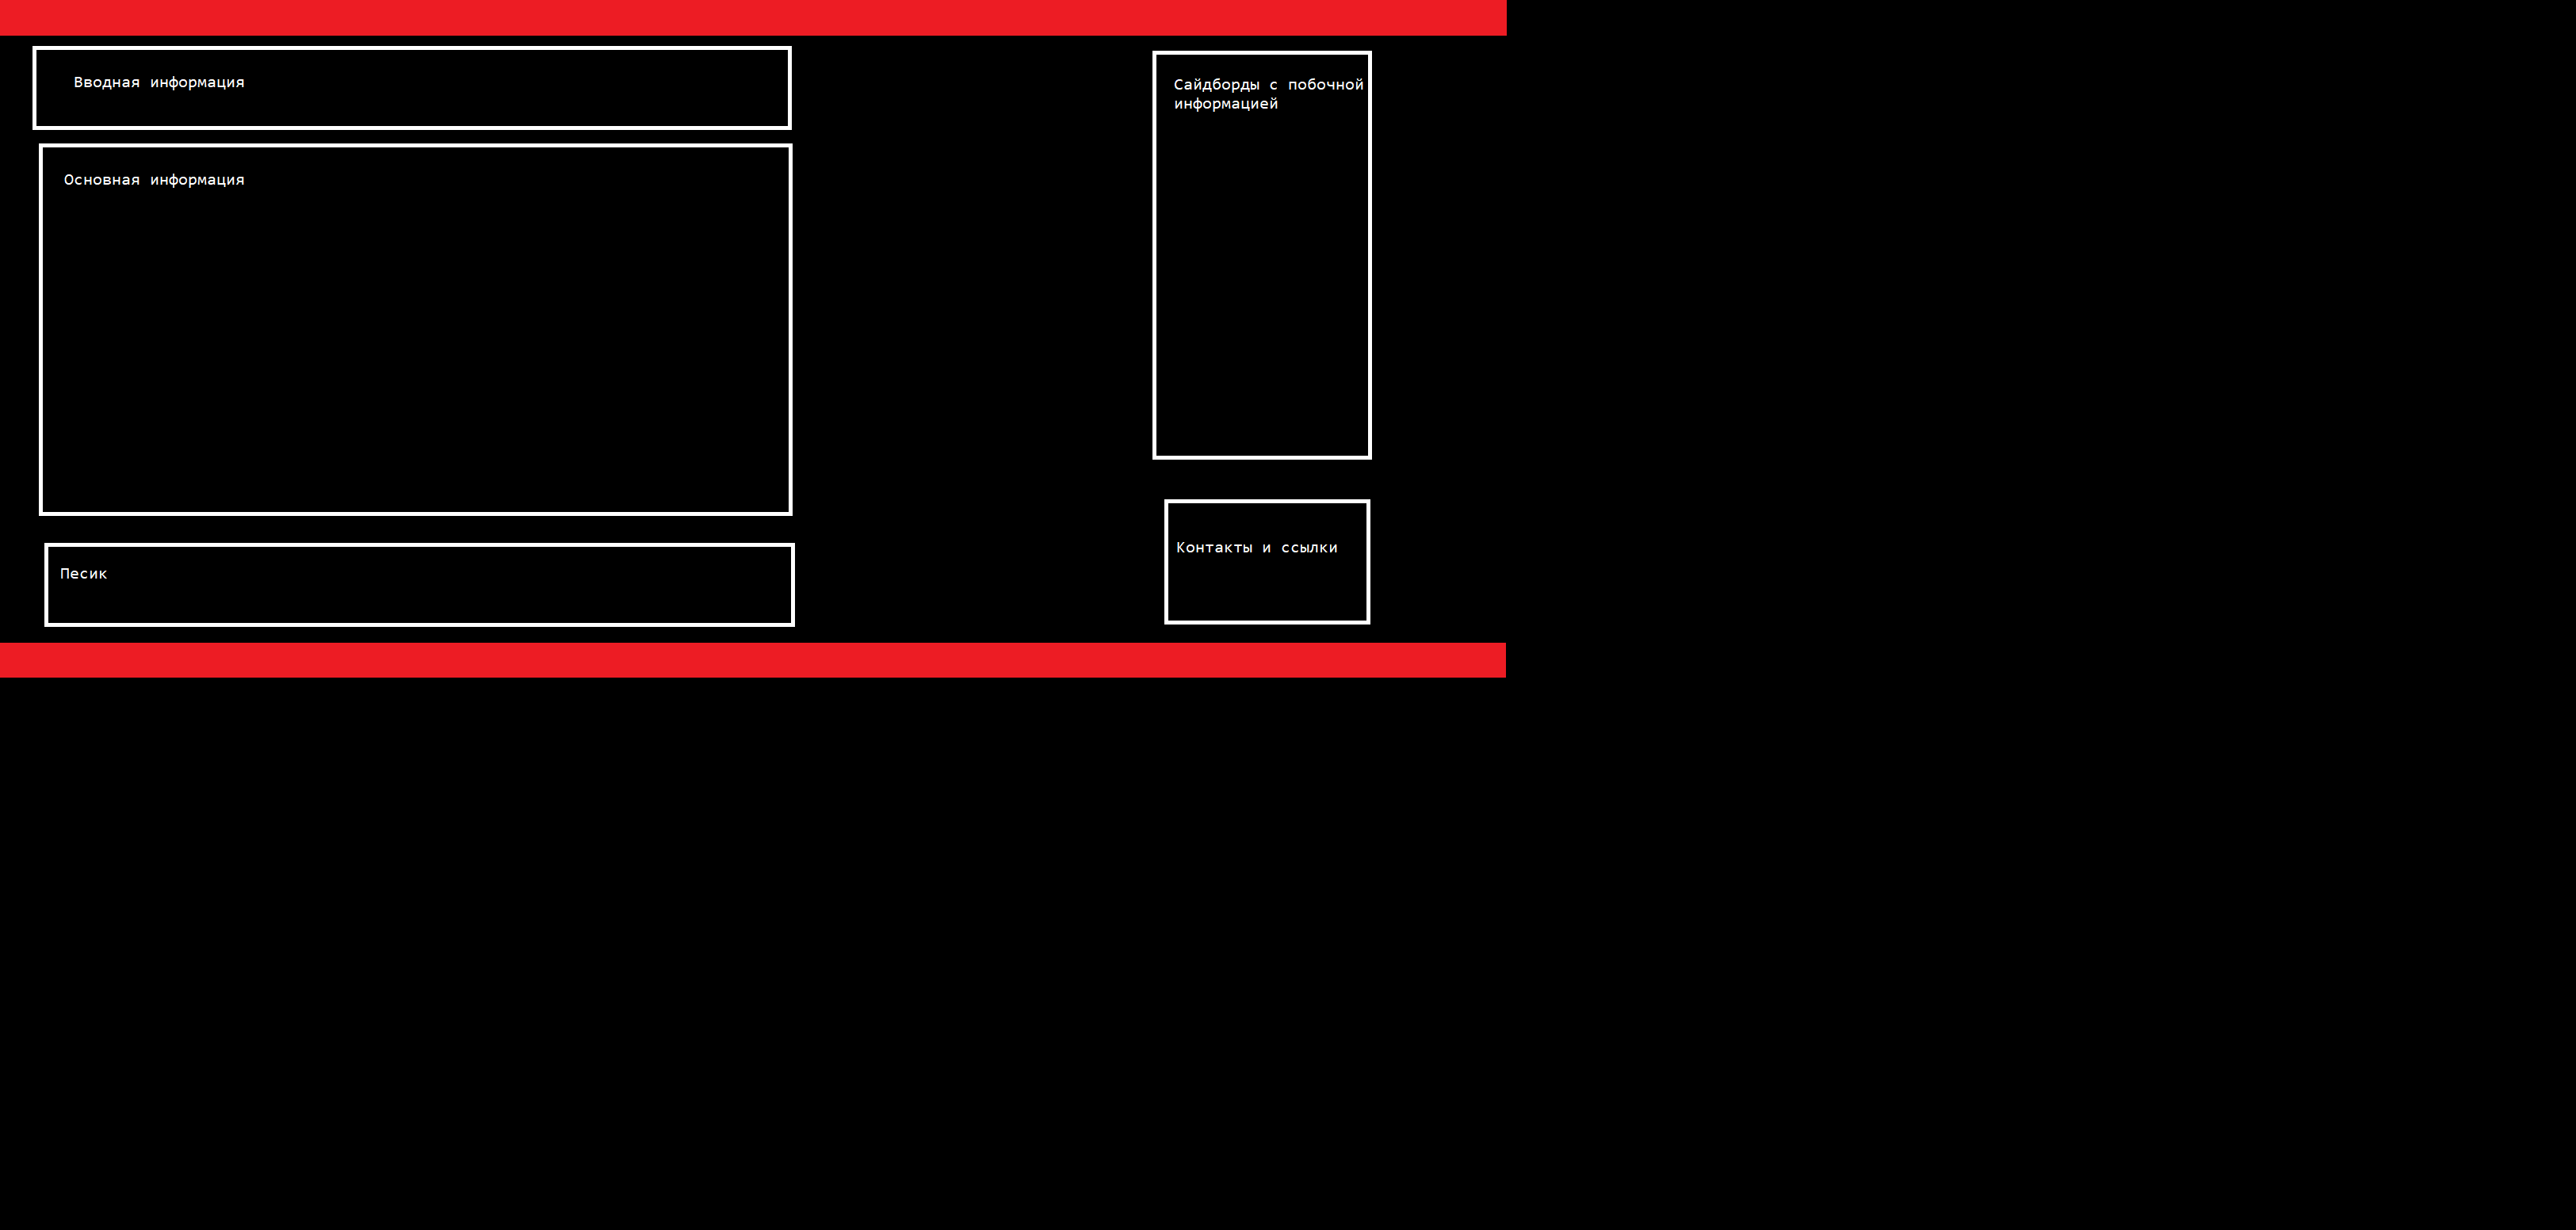 Вводная информация
Основная информация
Песик
Сайдборды с побочной
информацией
Контакты и ссылки